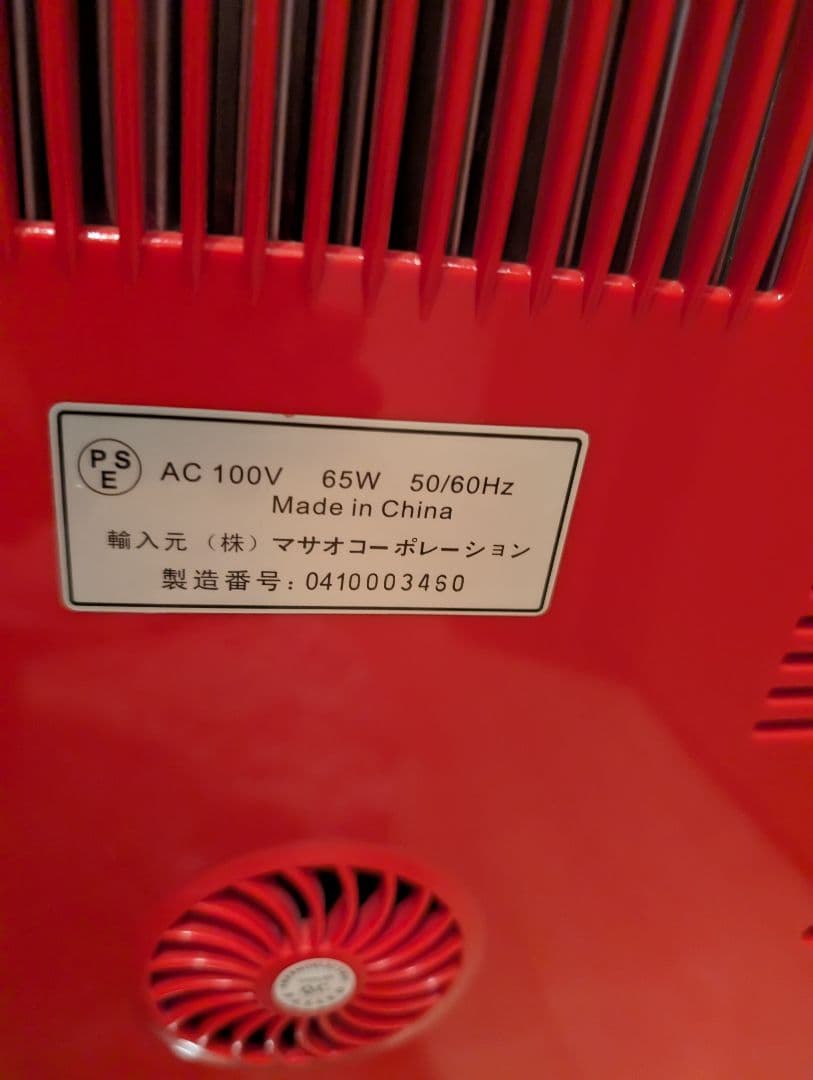 PSE AC 100V 65W 50/60Hz
Made in China
輸入元（株）マサオコーポレーション
製造番号：0410003460